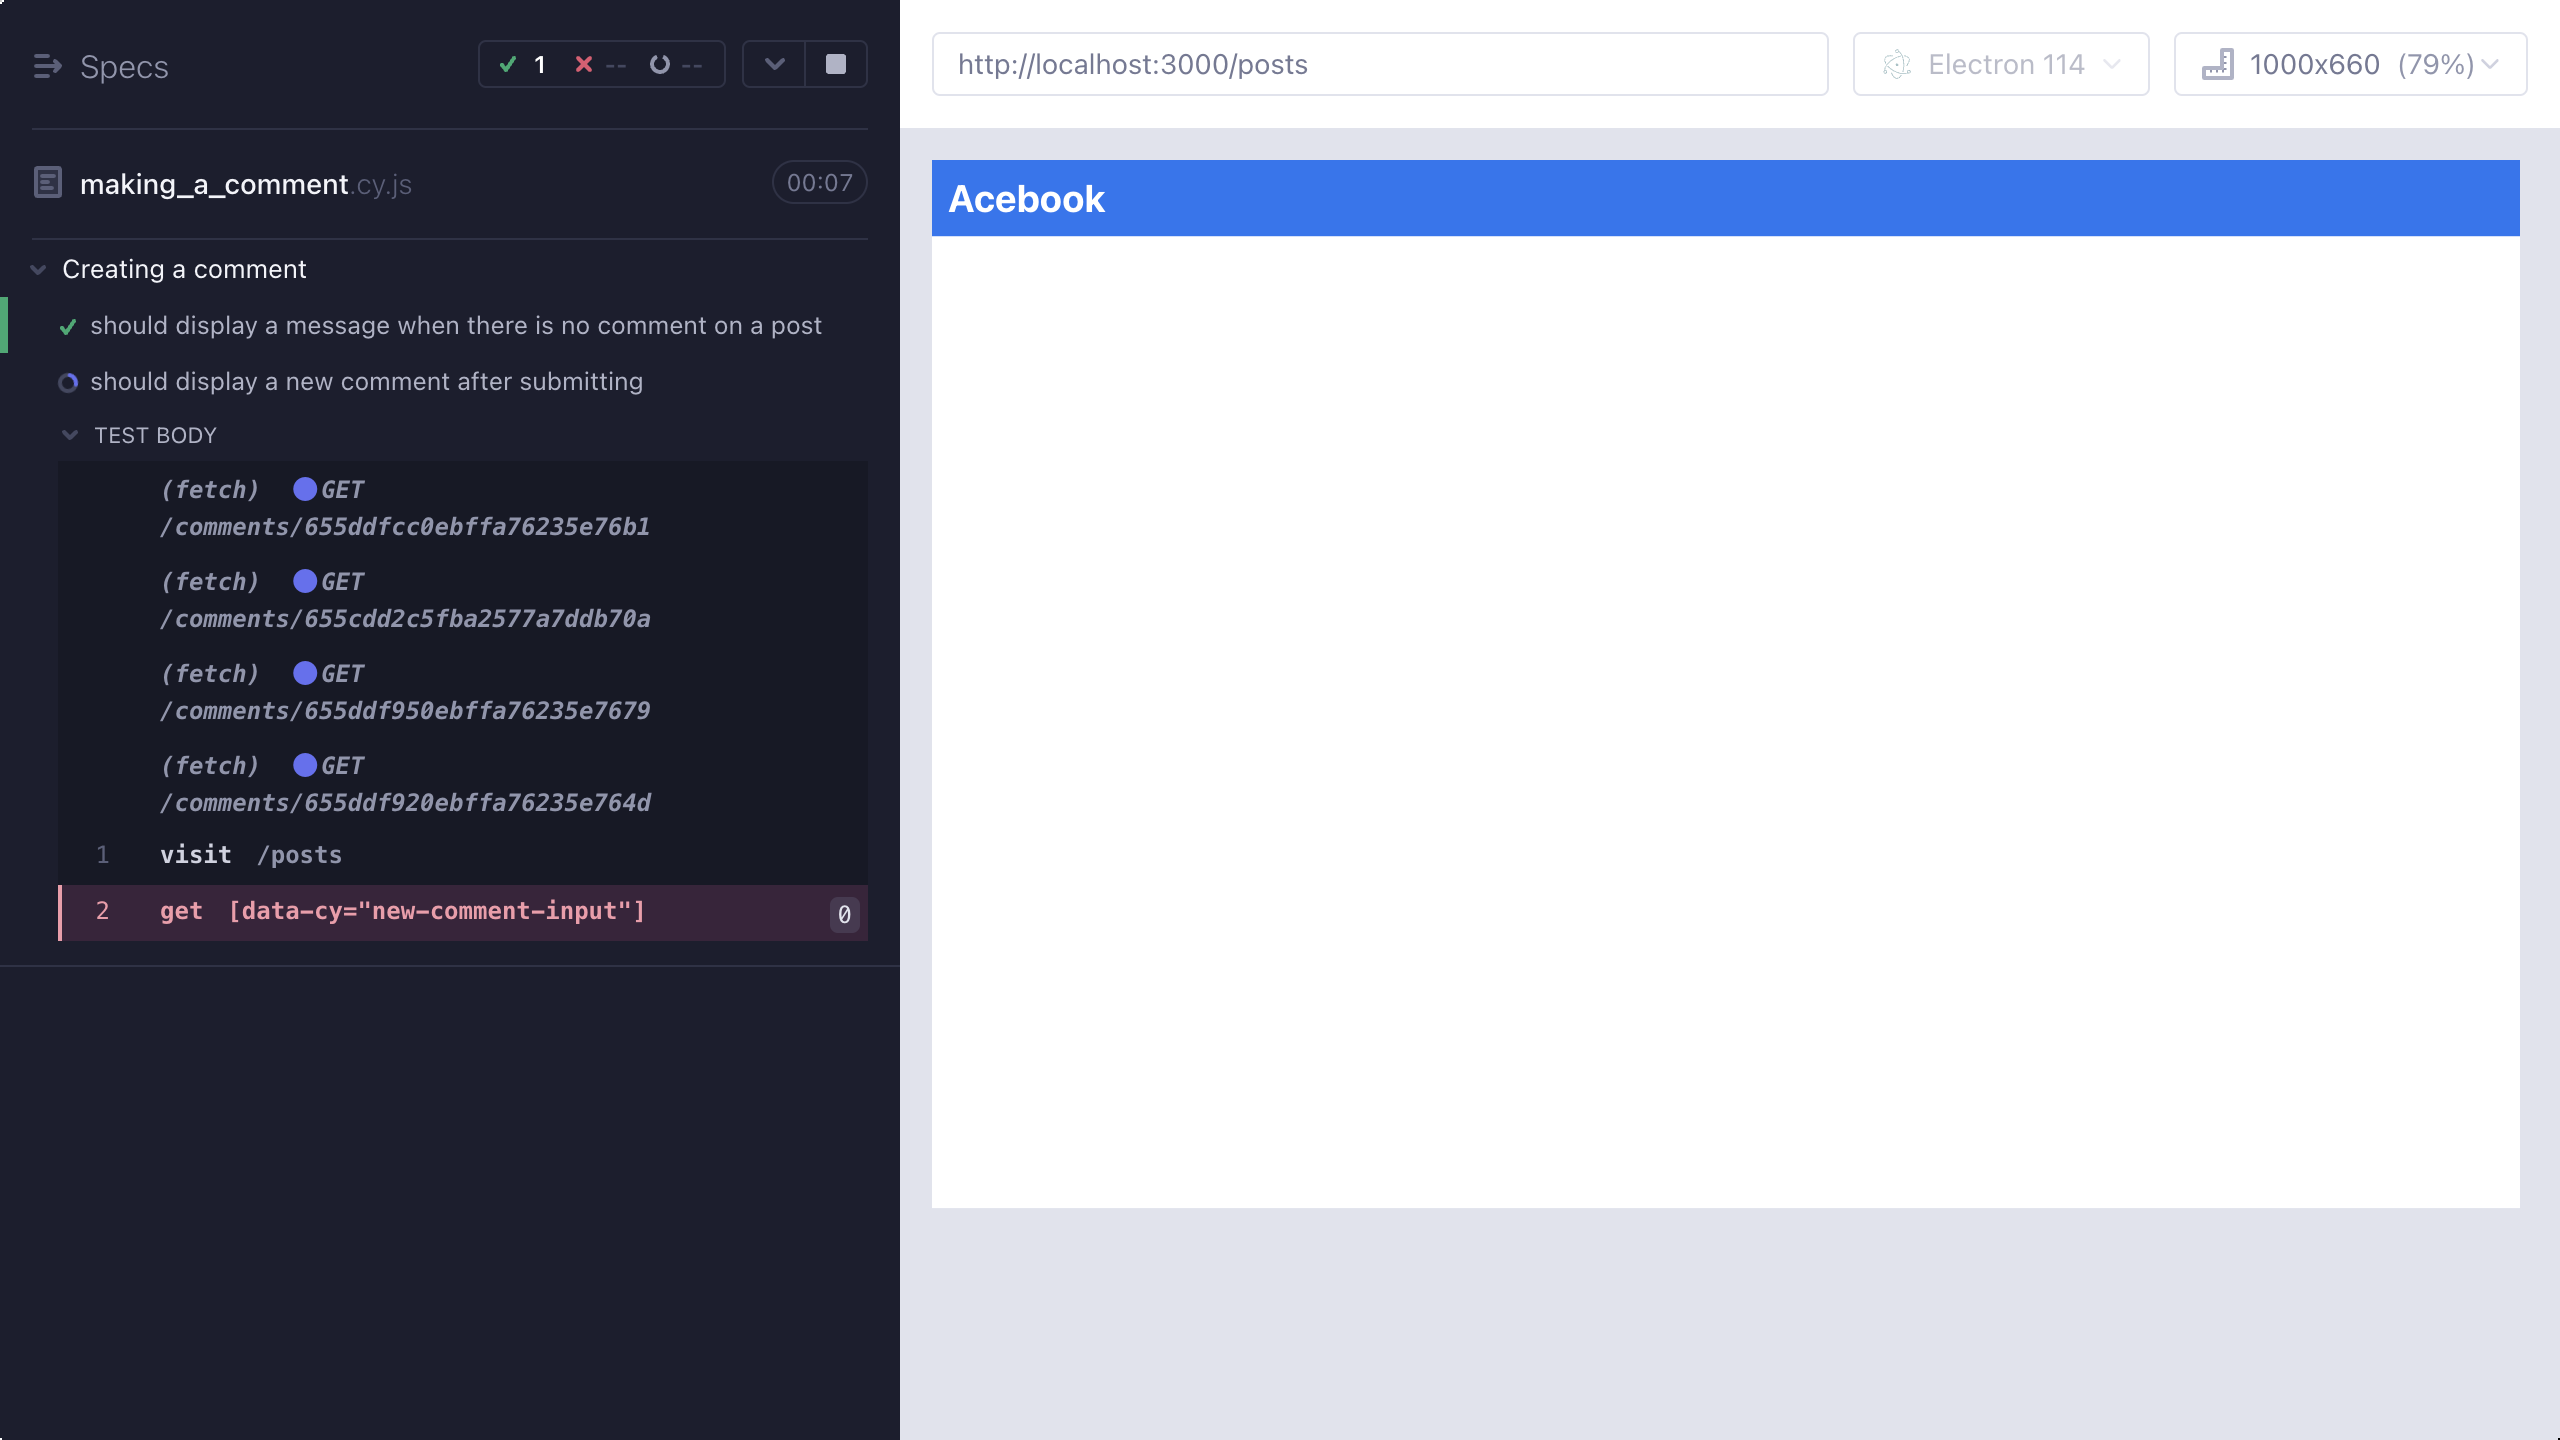 Specs
1 -- --
making_a_comment.cy.js 00:07
Creating a comment
should display a message when there is no comment on a post
should display a new comment after submitting
TEST BODY
(fetch) GET
/comments/655ddfcc0ebffa76235e76b1
(fetch) GET
/comments/655cdd2c5fba2577a7ddb70a
(fetch) GET
/comments/655ddf950ebffa76235e7679
(fetch) GET
/comments/655ddf920ebffa76235e764d
1 visit /posts
2 get [data-cy="new-comment-input"] 0
http://localhost:3000/posts
Electron 114
1000x660 (79%)
Acebook